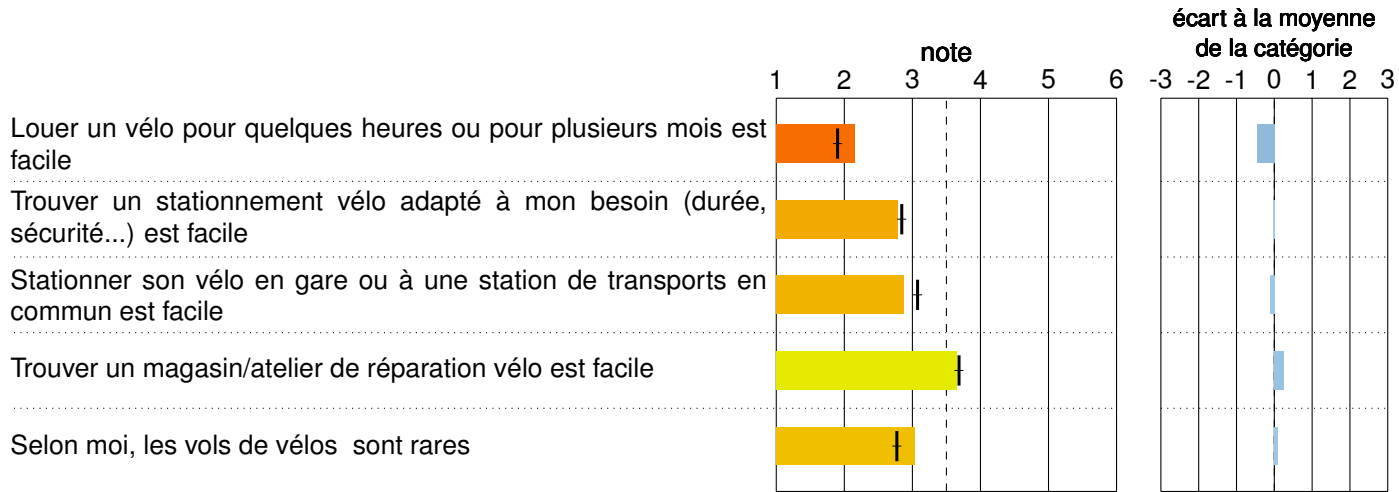 écart à la moyenne
note de la catégorie
1 2 3 4 5 6 -3 -2 -1 0 1 2 3
Louer un vélo pour quelques heures ou pour plusieurs mois est
facile
Trouver un stationnement vélo adapté à mon besoin (durée,
sécurité...) est facile
Stationner son vélo en gare ou à une station de transports en
commun est facile
Trouver un magasin/atelier de réparation vélo est facile
Selon moi, les vols de vélos sont rares